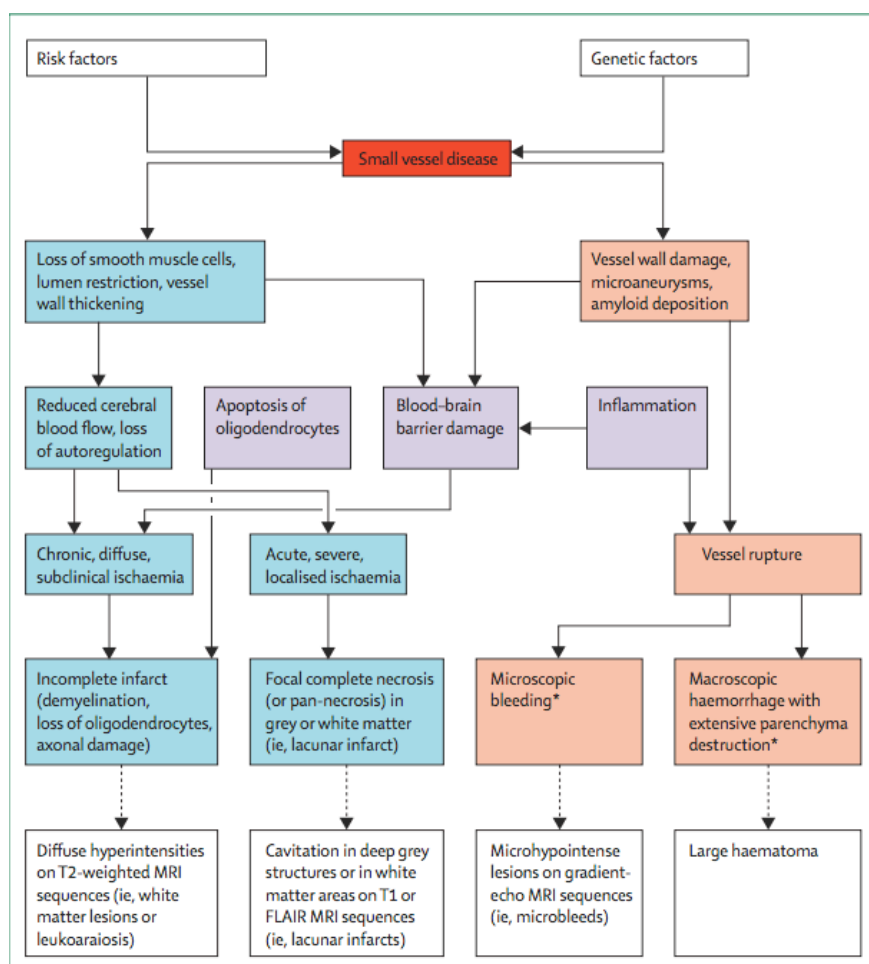 Risk factors
Genetic factors
Small vessel disease
Loss of smooth muscle cells,
lumen restriction, vessel
wall thickening
Vessel wall damage,
microaneurysms,
amyloid deposition
Reduced cerebral
blood flow, loss
of autoregulation
Apoptosis of
oligodendrocytes
Blood–brain
barrier damage
Inflammation
Chronic, diffuse,
subclinical ischaemia
Acute, severe,
localised ischaemia
Vessel rupture
Incomplete infarct
(demyelination,
loss of oligodendrocytes,
axonal damage)
Focal complete necrosis
(or pan-necrosis) in
grey or white matter
(ie, lacunar infarct)
Microscopic
bleeding*
Macroscopic
haemorrhage with
extensive parenchyma
destruction*
Diffuse hyperintensities
on T2-weighted MRI
sequences (ie, white
matter lesions or
leukoaraiosis)
Cavitation in deep grey
structures or in white
matter areas on T1 or
FLAIR MRI sequences
(ie, lacunar infarcts)
Microhypointense
lesions on gradient-
echo MRI sequences
(ie, microbleeds)
Large haematoma